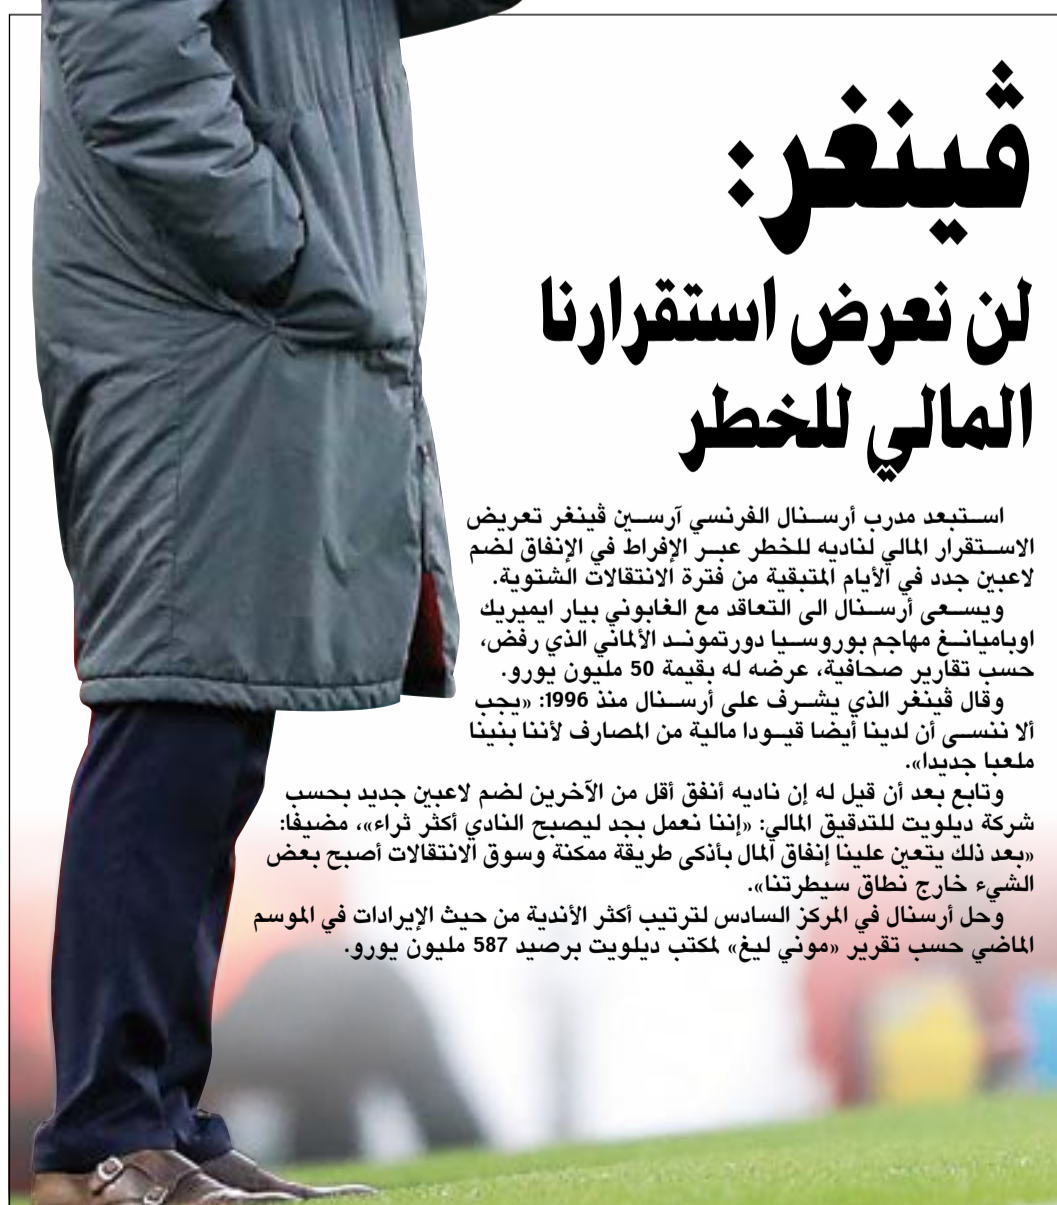 ڤينغر:
لن نعرض استقرارنا
المالي للخطر
استبعد مدرب أرسنال الفرنسي آرسين ڤينغر تعريض
الاستقرار المالي لناديه للخطر عبر الإفراط في الإنفاق لضم
لاعبين جدد في الأيام المتبقية من فترة الانتقالات الشتوية.
ويسعى أرسنال الى التعاقد مع الغابوني بيار ايميريك
اوباميانغ مهاجم بوروسيا دورتموند الألماني الذي رفض،
حسب تقارير صحافية، عرضه له بقيمة 50 مليون يورو.
وقال ڤينغر الذي يشرف على أرسنال منذ 1996: «يجب
ألا ننسى أن لدينا أيضا قيودا مالية من المصارف لأننا بنينا
ملعبا جديدا».
وتابع بعد أن قيل له إن ناديه أنفق أقل من الآخرين لضم لاعبين جديد بحسب
شركة ديلويت للتدقيق المالي: «إننا نعمل بجد ليصبح النادي أكثر ثراء»، مضيفا:
«بعد ذلك يتعين علينا إنفاق المال بأذكى طريقة ممكنة وسوق الانتقالات أصبح بعض
الشيء خارج نطاق سيطرتنا».
وحل أرسنال في المركز السادس لترتيب أكثر الأندية من حيث الإيرادات في الموسم
الماضي حسب تقرير «موني ليغ» لمكتب ديلويت برصيد 587 مليون يورو.